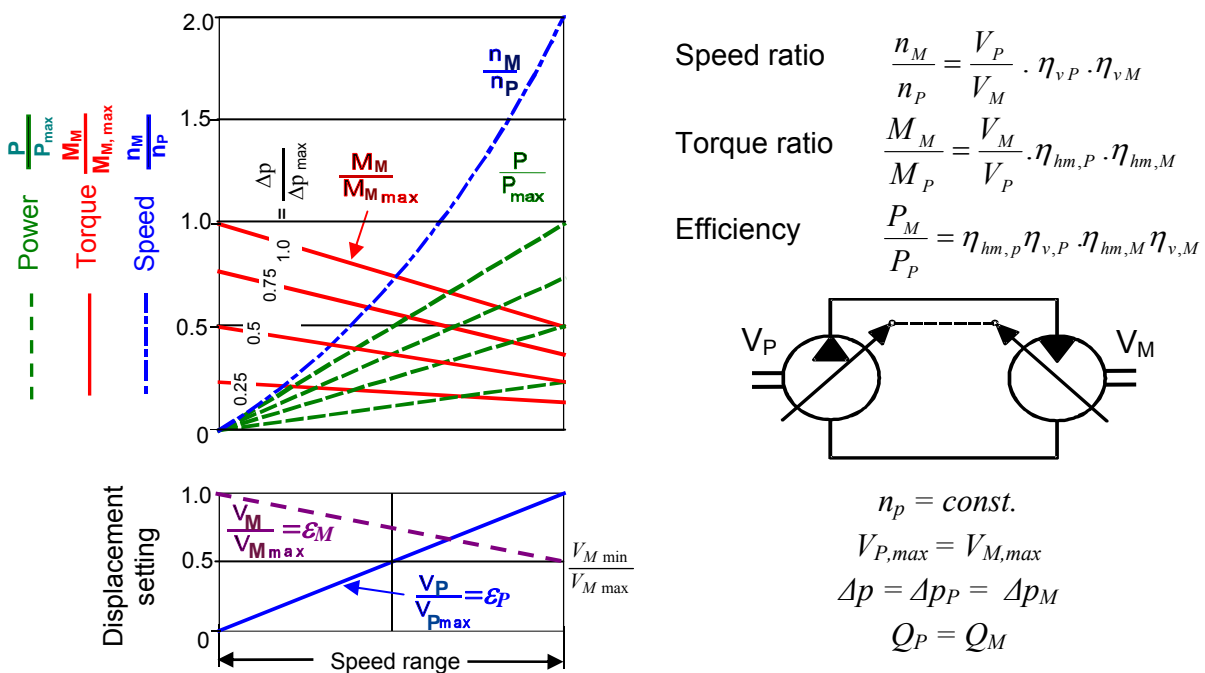 Power P/P_max
Torque M_M/M_M, max
Speed n_M/n_P
2.0
1.5
1.0
0.5
0
n_M/n_P
= Δp/Δp max
M_M/M_M max
P/P_max
1.0
0.75
0.5
0.25
Displacement
setting
1.0
0.5
0
V_M/V_M max = ε_M
V_P/V_P max = ε_P
V_M min/V_M max
Speed range
Speed ratio n_M/n_P = V_P/V_M . η_vP . η_vM
Torque ratio M_M/M_P = V_M/V_P . η_hm,P . η_hm,M
Efficiency P_M/P_P = η_hm,p η_v,P . η_hm,M η_v,M
V_P
V_M
n_p = const.
V_P,max = V_M,max
Δp = Δp_P = Δp_M
Q_P = Q_M